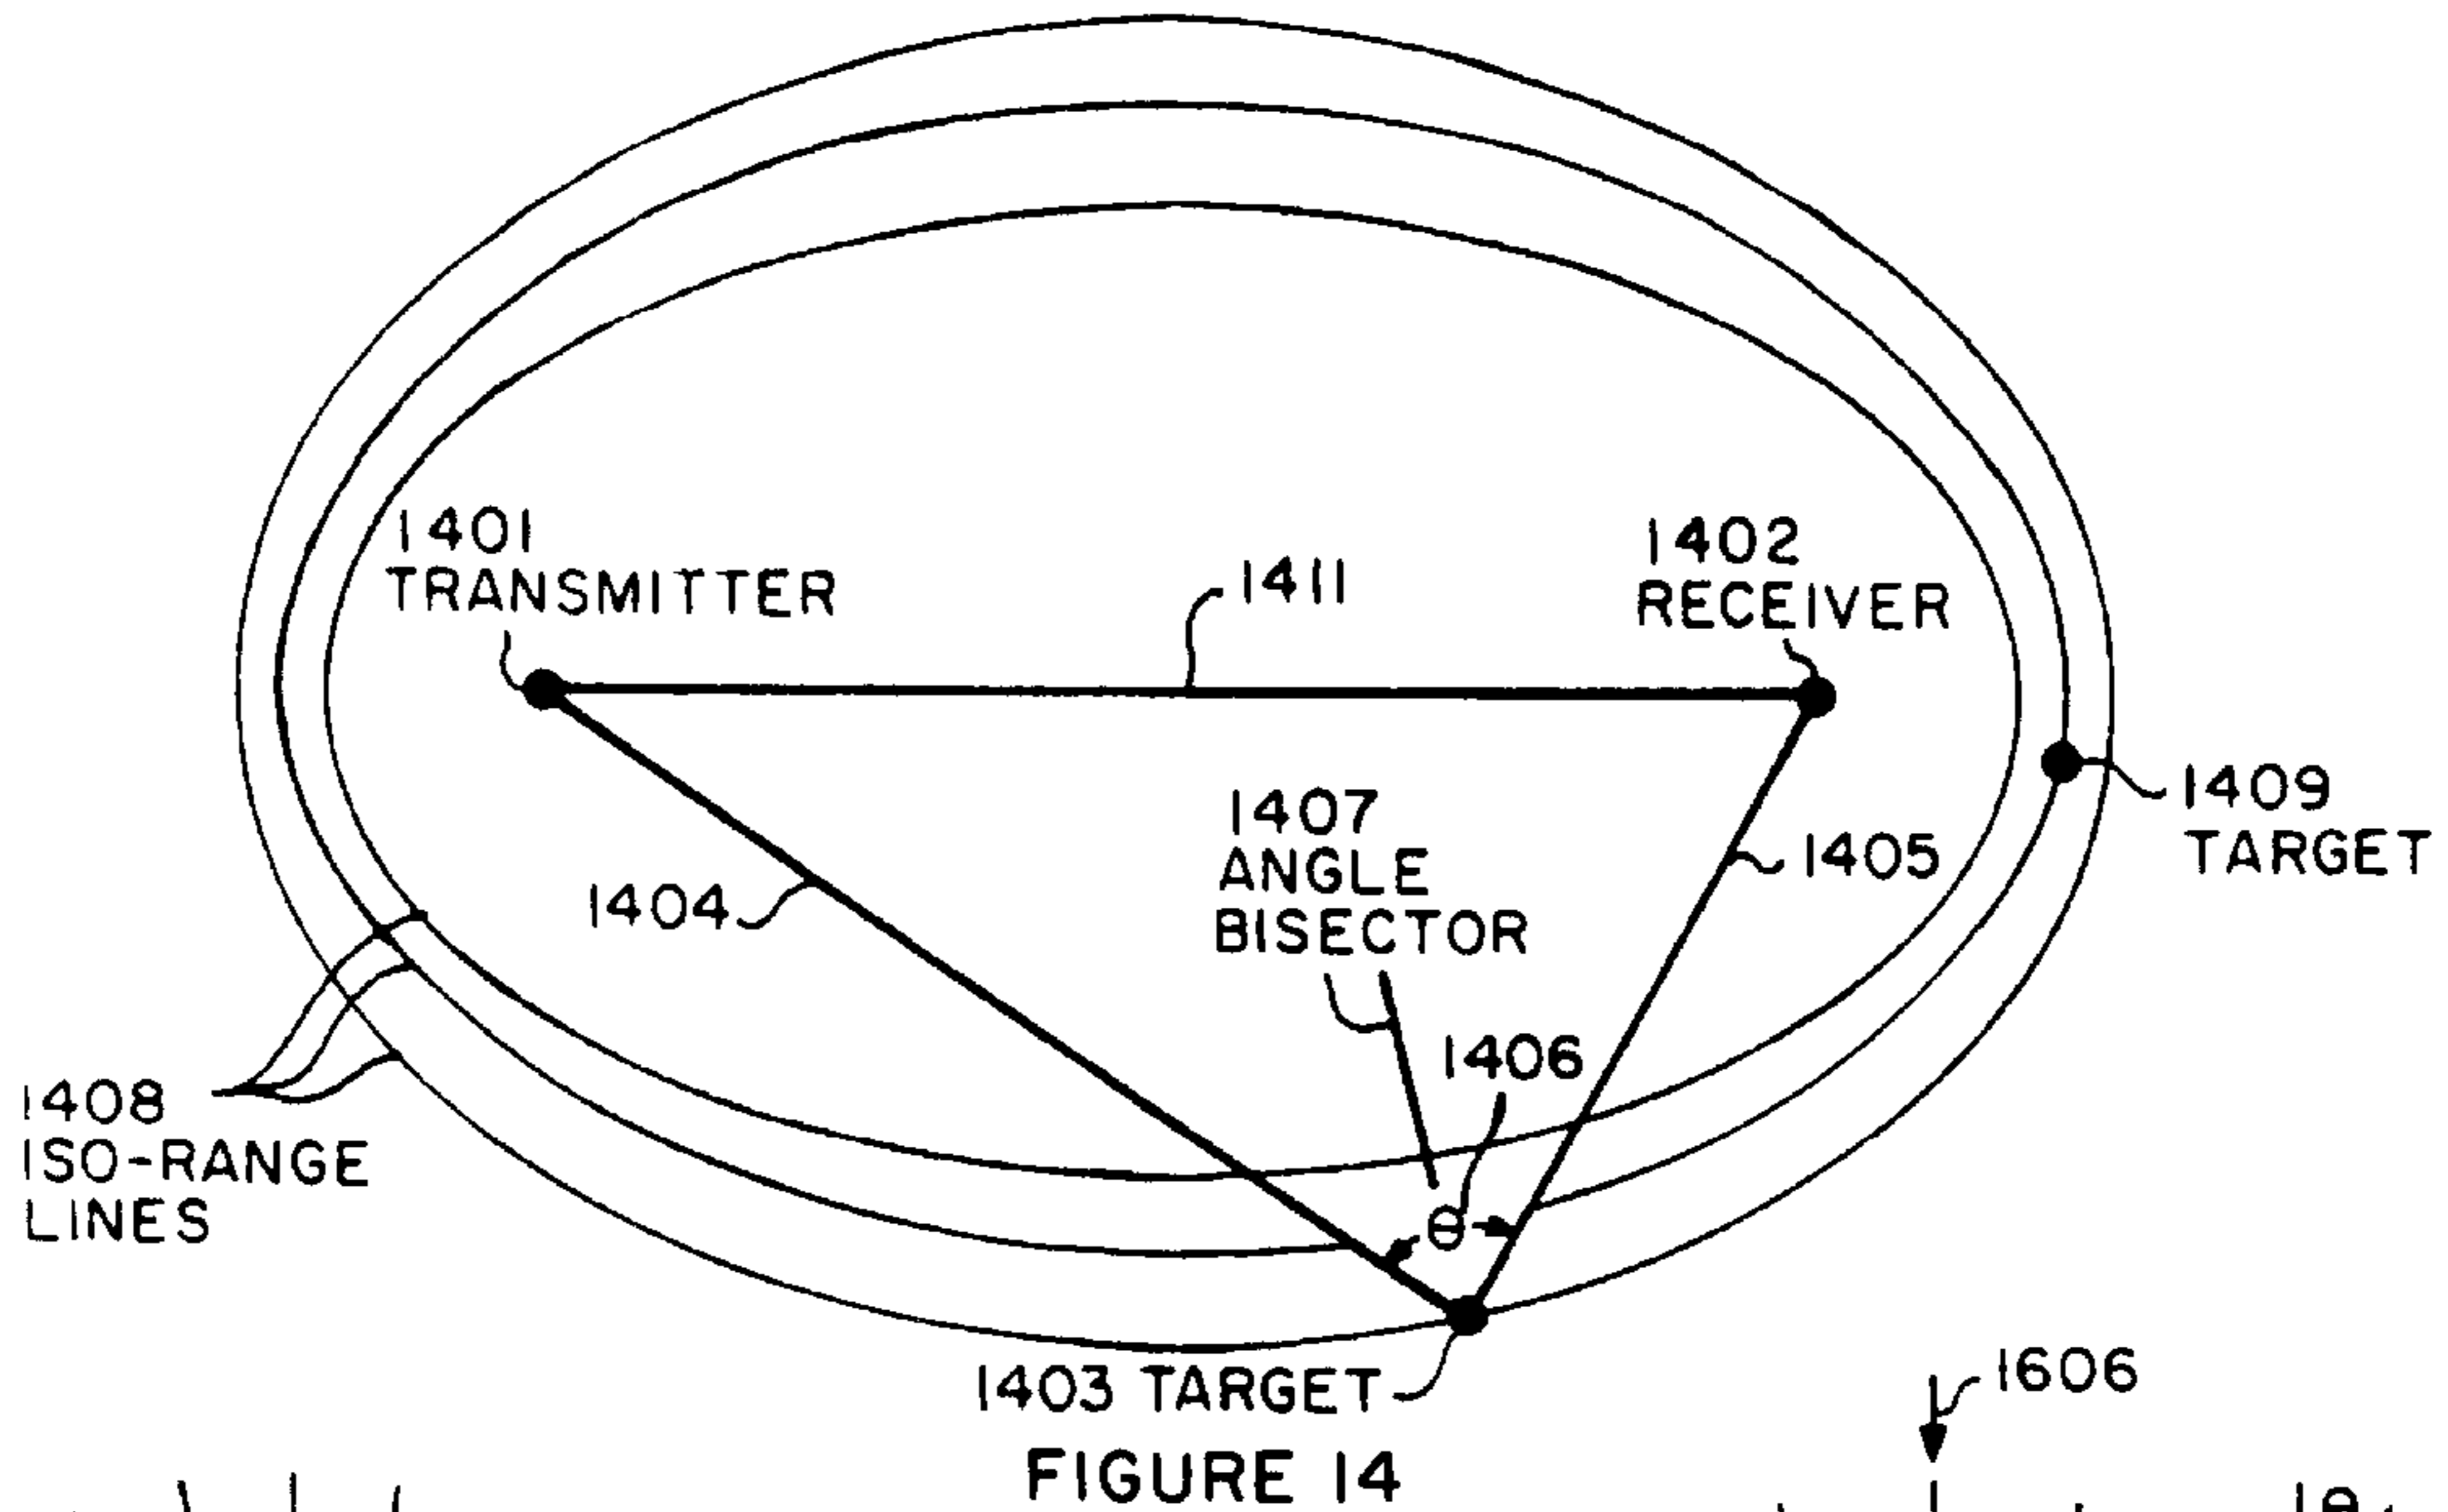 1401
TRANSMITTER
1411
1402
RECEIVER
1409
TARGET
1407
ANGLE
BISECTOR
1405
1404
1406
θ
1408
ISO-RANGE
LINES
1403 TARGET
1606
FIGURE 14